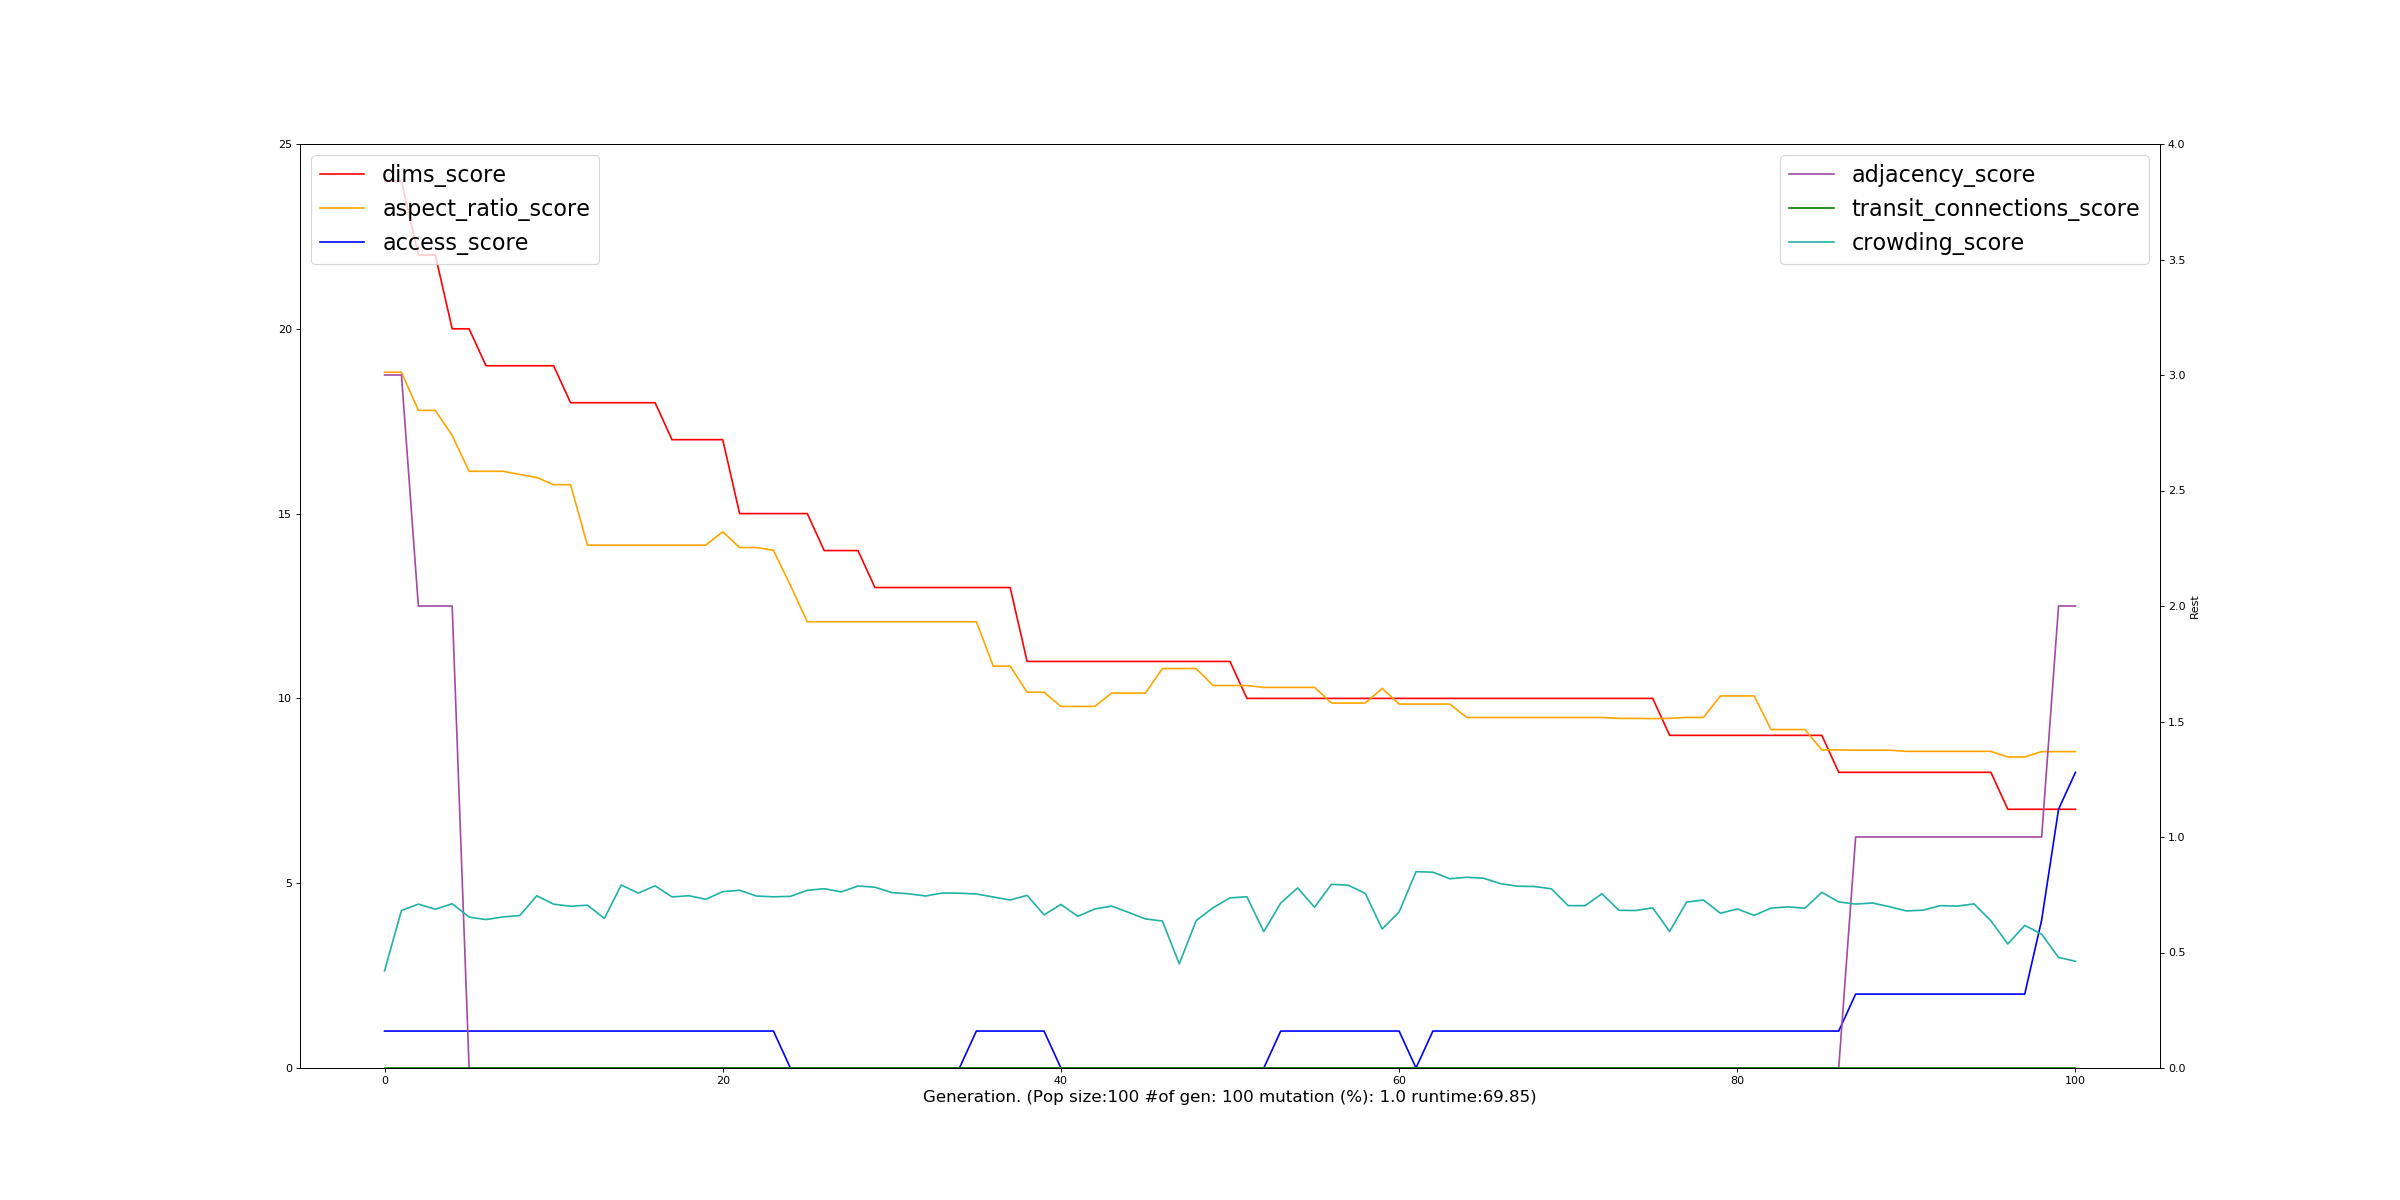 dims_score
aspect_ratio_score
access_score
adjacency_score
transit_connections_score
crowding_score
25
20
15
10
5
0
4.0
3.5
3.0
2.5
2.0
1.5
1.0
0.5
0.0
Rest
0 20 40 60 80 100
Generation. (Pop size:100 #of gen: 100 mutation (%): 1.0 runtime:69.85)